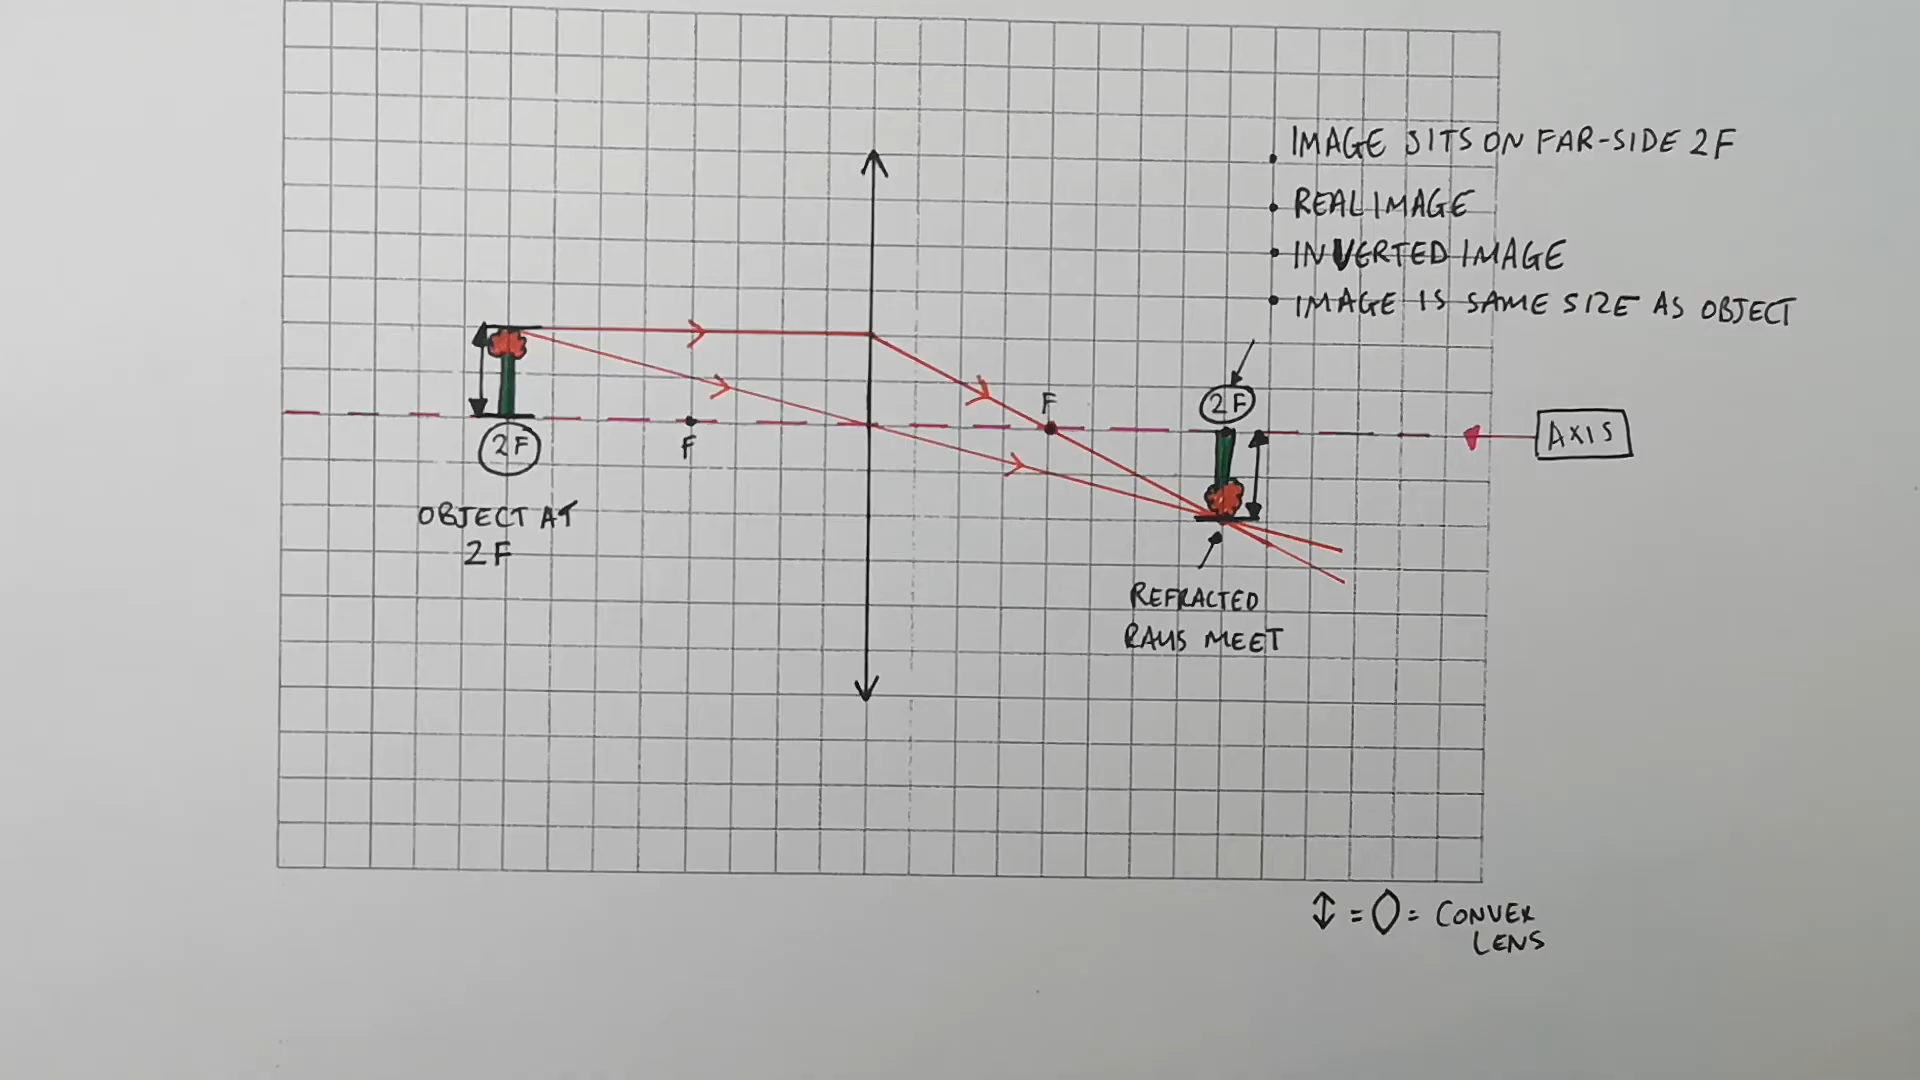 IMAGE SITS ON FAR-SIDE 2F
REAL IMAGE
INVERTED IMAGE
IMAGE IS SAME SIZE AS OBJECT
F
2F
AXIS
2F
F
OBJECT AT
2F
REFRACTED
RAYS MEET
↕ = ⬯ = CONVEX
LENS